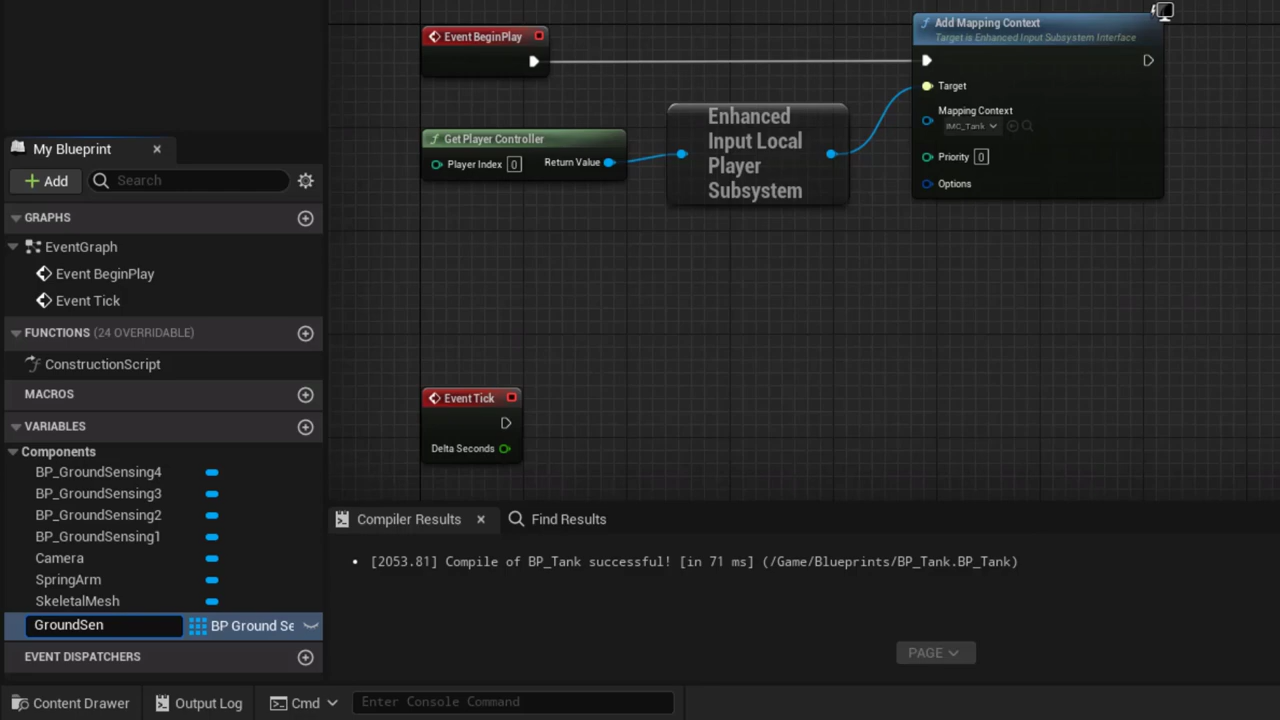 Event BeginPlay
Add Mapping Context
Target is Enhanced Input Subsystem Interface
Target
Mapping Context
IMC_Tank
Priority 0
Options
Get Player Controller
Player Index 0
Return Value
Enhanced
Input Local
Player
Subsystem
My Blueprint
Add
Search
GRAPHS
EventGraph
Event BeginPlay
Event Tick
FUNCTIONS (24 OVERRIDABLE)
ConstructionScript
MACROS
VARIABLES
Components
BP_GroundSensing4
BP_GroundSensing3
BP_GroundSensing2
BP_GroundSensing1
Camera
SpringArm
SkeletalMesh
GroundSen BP Ground Se
EVENT DISPATCHERS
Event Tick
Delta Seconds
Compiler Results
Find Results
• [2053.81] Compile of BP_Tank successful! [in 71 ms] (/Game/Blueprints/BP_Tank.BP_Tank)
PAGE
Content Drawer
Output Log
Cmd
Enter Console Command